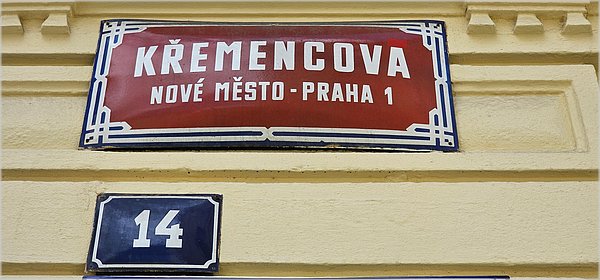 KŘEMENCOVA
NOVÉ MĚSTO - PRAHA 1
14